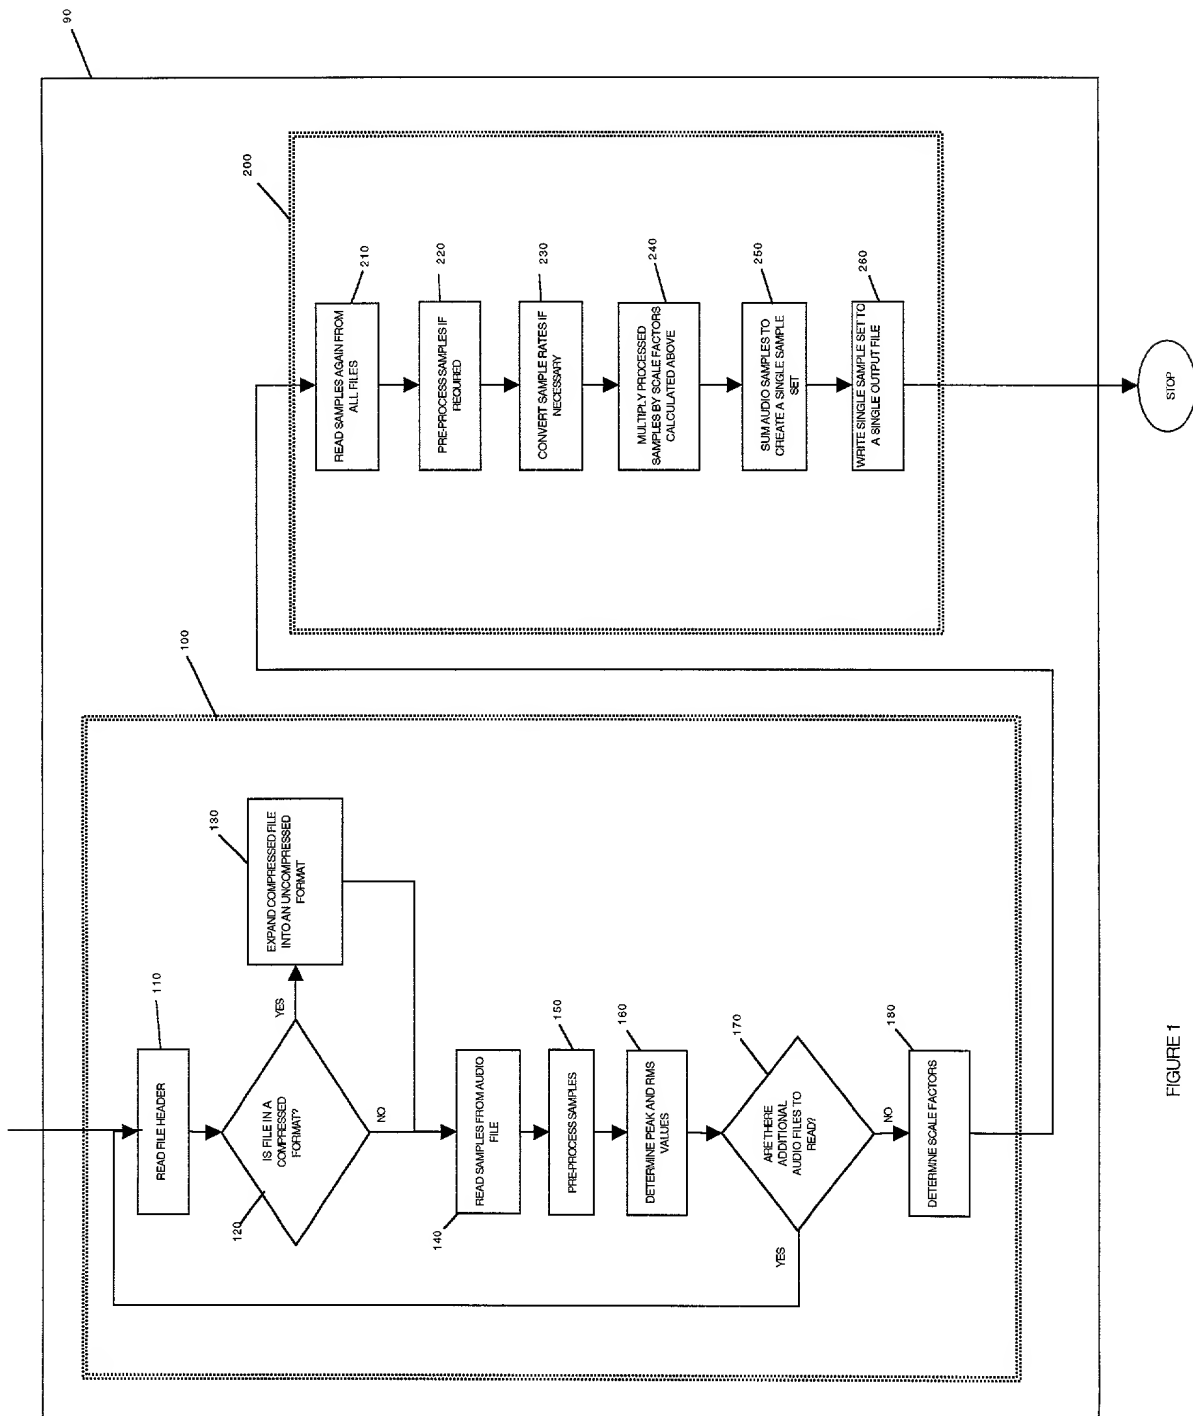 90
100
110
READ FILE HEADER
120
IS FILE IN A
COMPRESSED
FORMAT?
YES
130
EXPAND COMPRESSED FILE
INTO AN UNCOMPRESSED
FORMAT
NO
140
READ SAMPLES FROM AUDIO
FILE
150
PRE-PROCESS SAMPLES
160
DETERMINE PEAK AND RMS
VALUES
170
ARE THERE
ADDITIONAL
AUDIO FILES TO
READ?
YES
NO
180
DETERMINE SCALE FACTORS
200
210
READ SAMPLES AGAIN FROM
ALL FILES
220
PRE-PROCESS SAMPLES IF
REQUIRED
230
CONVERT SAMPLE RATES IF
NECESSARY
240
MULTIPLY PROCESSED
SAMPLES BY SCALE FACTORS
CALCULATED ABOVE
250
SUM AUDIO SAMPLES TO
CREATE A SINGLE SAMPLE
SET
260
WRITE SINGLE SAMPLE SET TO
A SINGLE OUTPUT FILE
STOP
FIGURE 1